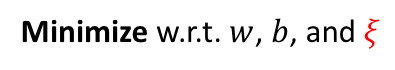 Minimize w.r.t. 𝑤, 𝑏, and 𝜉